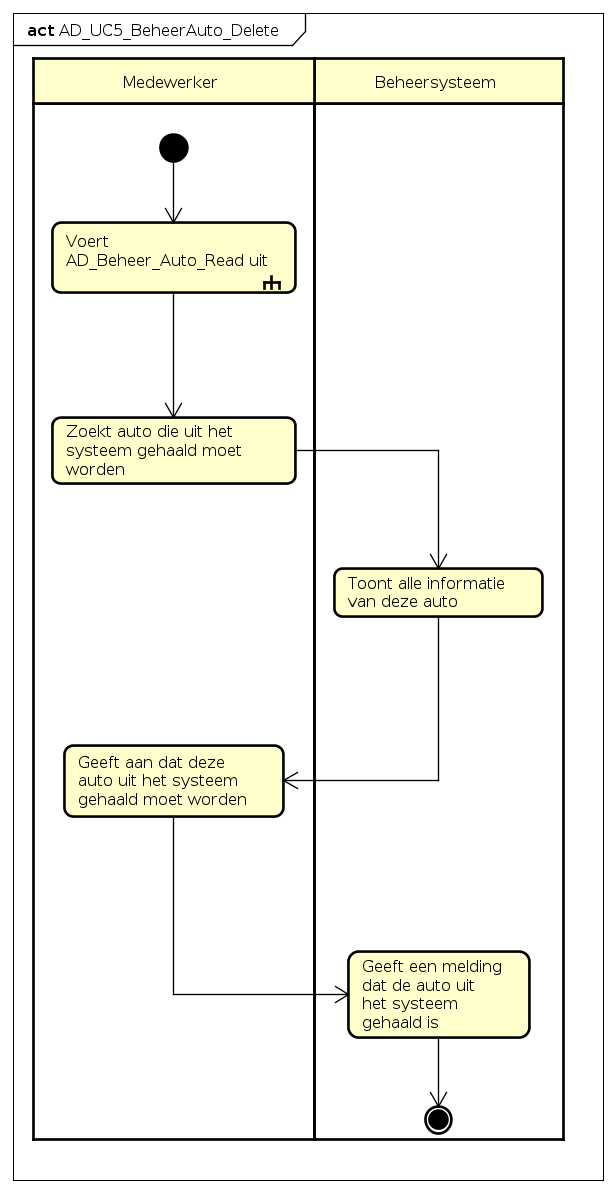 act AD_UC5_BeheerAuto_Delete
Medewerker
Beheersysteem
Voert
AD_Beheer_Auto_Read uit
Zoekt auto die uit het
systeem gehaald moet
worden
Toont alle informatie
van deze auto
Geeft aan dat deze
auto uit het systeem
gehaald moet worden
Geeft een melding
dat de auto uit
het systeem
gehaald is